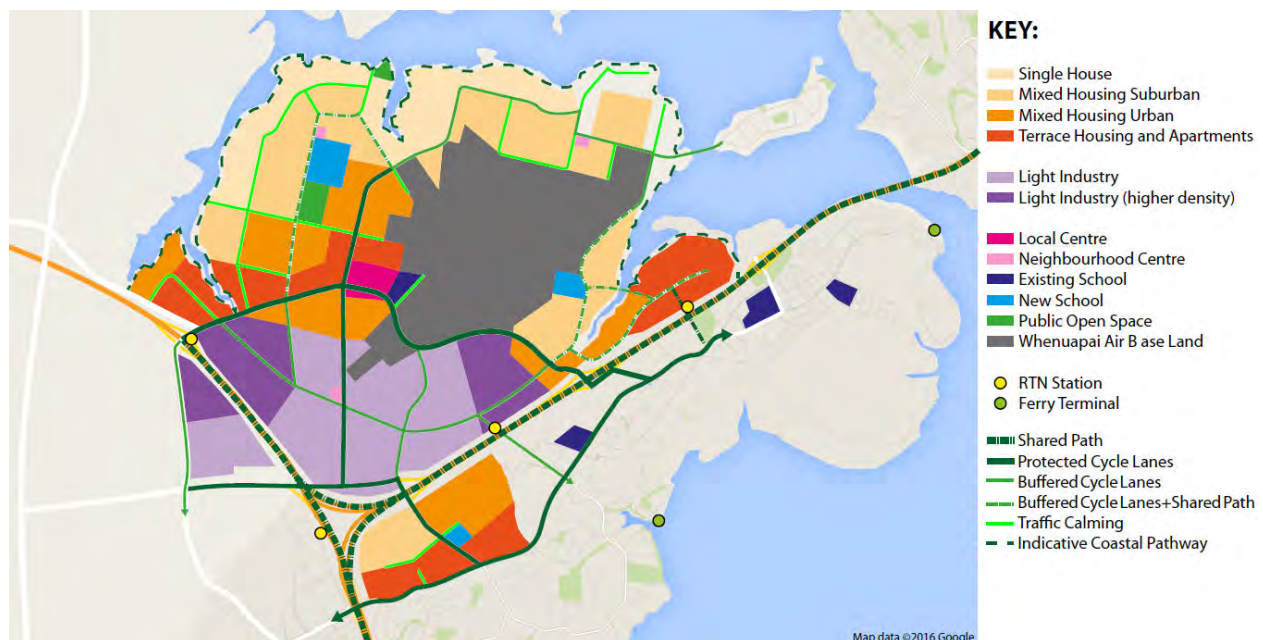 KEY:
Single House
Mixed Housing Suburban
Mixed Housing Urban
Terrace Housing and Apartments
Light Industry
Light Industry (higher density)
Local Centre
Neighbourhood Centre
Existing School
New School
Public Open Space
Whenuapai Air B ase Land
RTN Station
Ferry Terminal
Shared Path
Protected Cycle Lanes
Buffered Cycle Lanes
Buffered Cycle Lanes+Shared Path
Traffic Calming
Indicative Coastal Pathway
Map data ©2016 Google